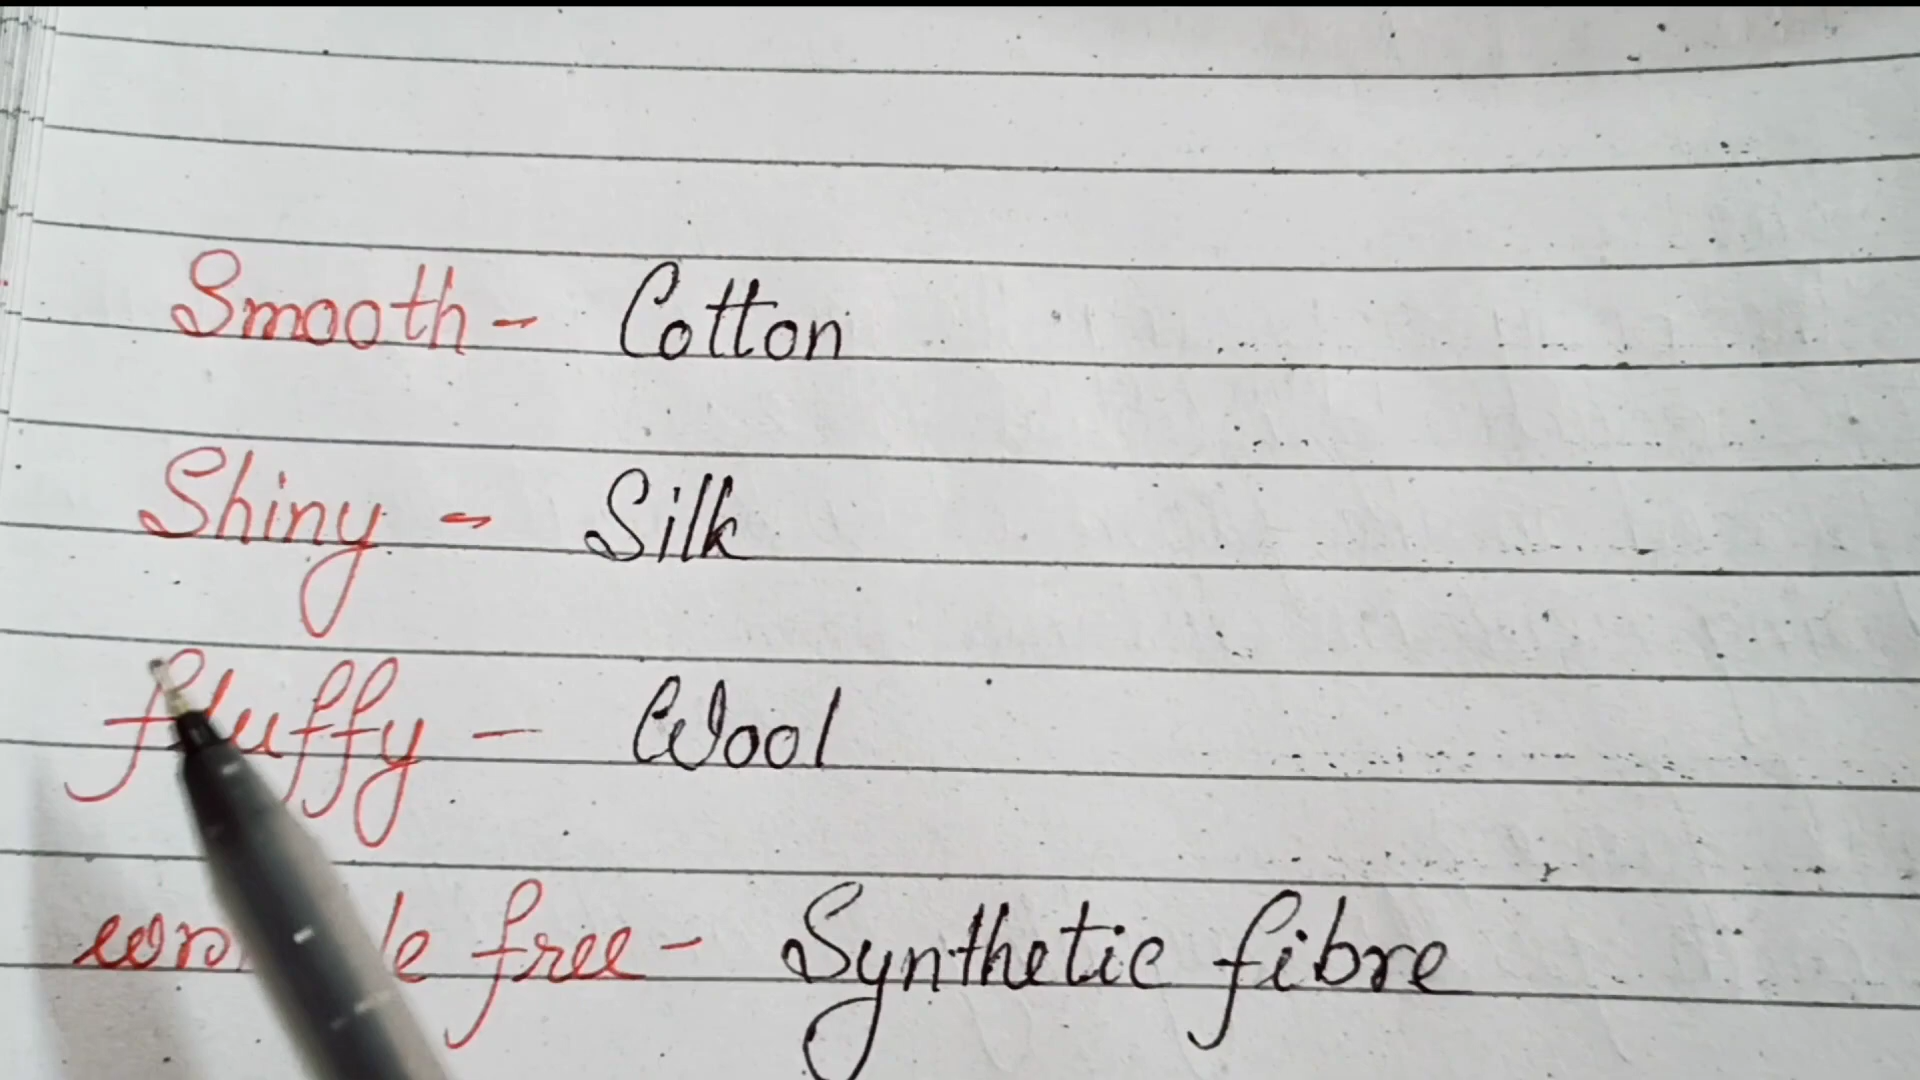 Smooth - Cotton
Shiny - Silk
fluffy - Wool
free - Synthetic fibre